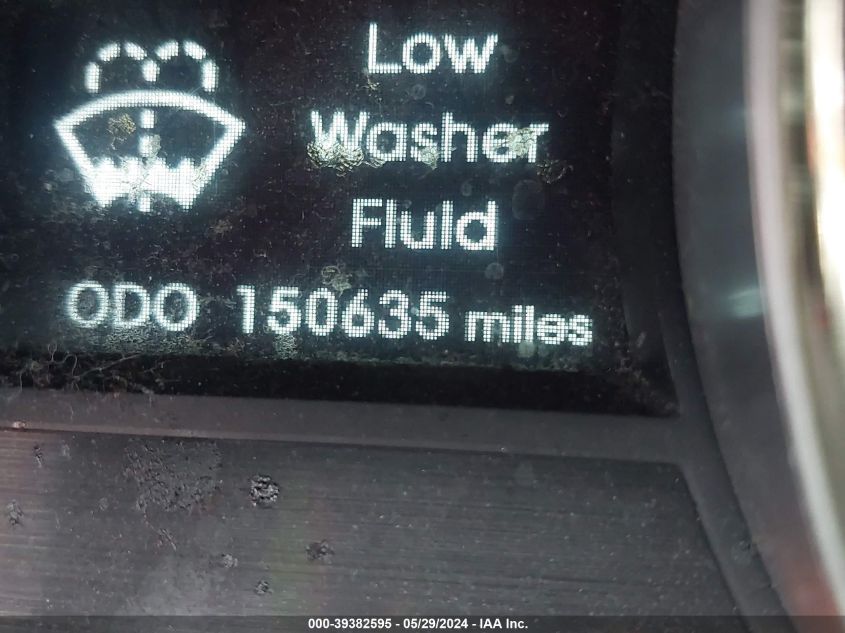 Low
Washer
Fluid
ODO 150635 miles
000-39382595 - 05/29/2024 - IAA Inc.